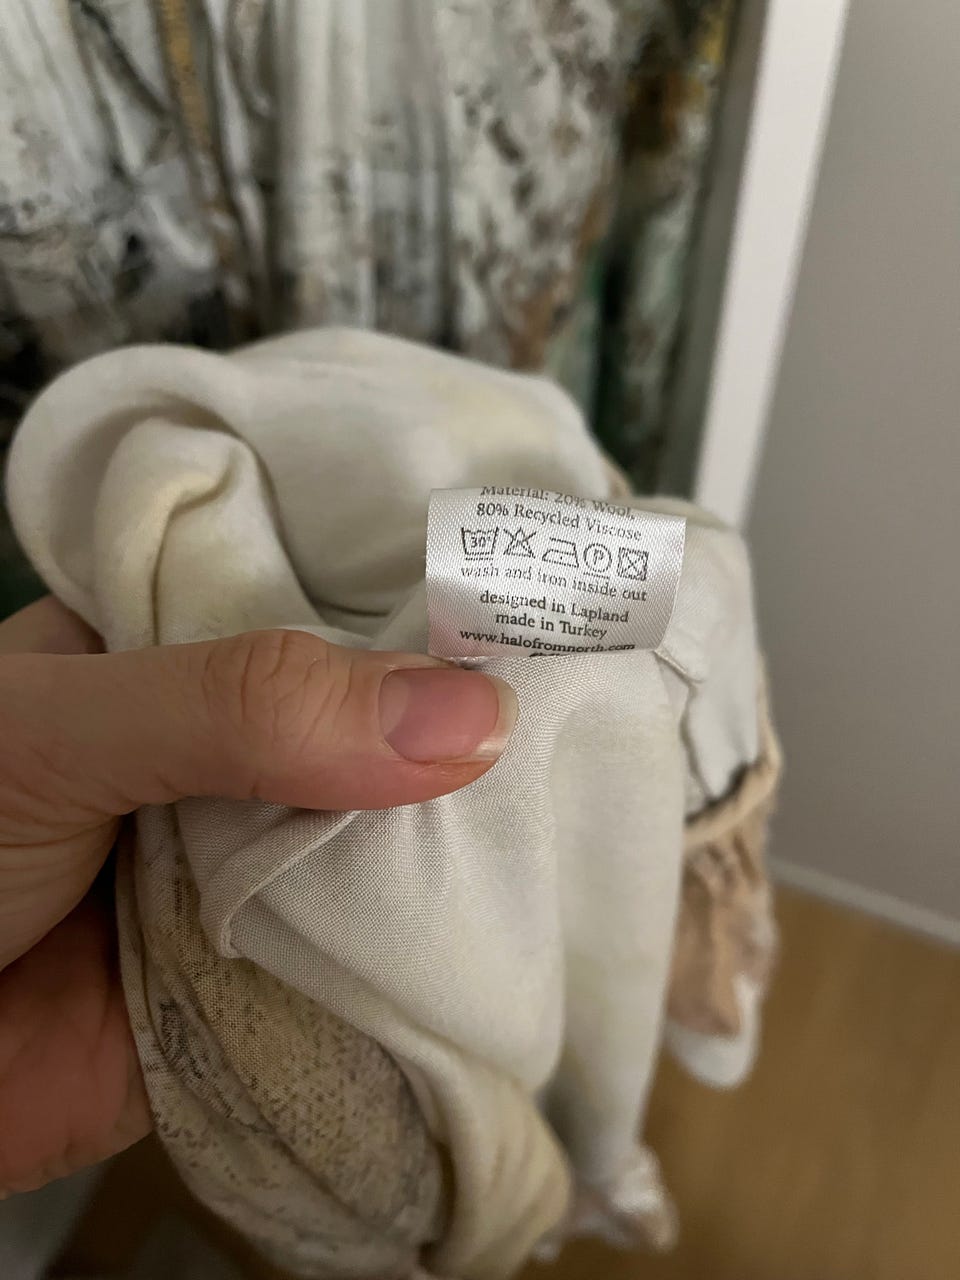 Material: 20% Wool,
80% Recycled Viscose
30° P
wash and iron inside out
designed in Lapland
made in Turkey
www.halofromnorth.com